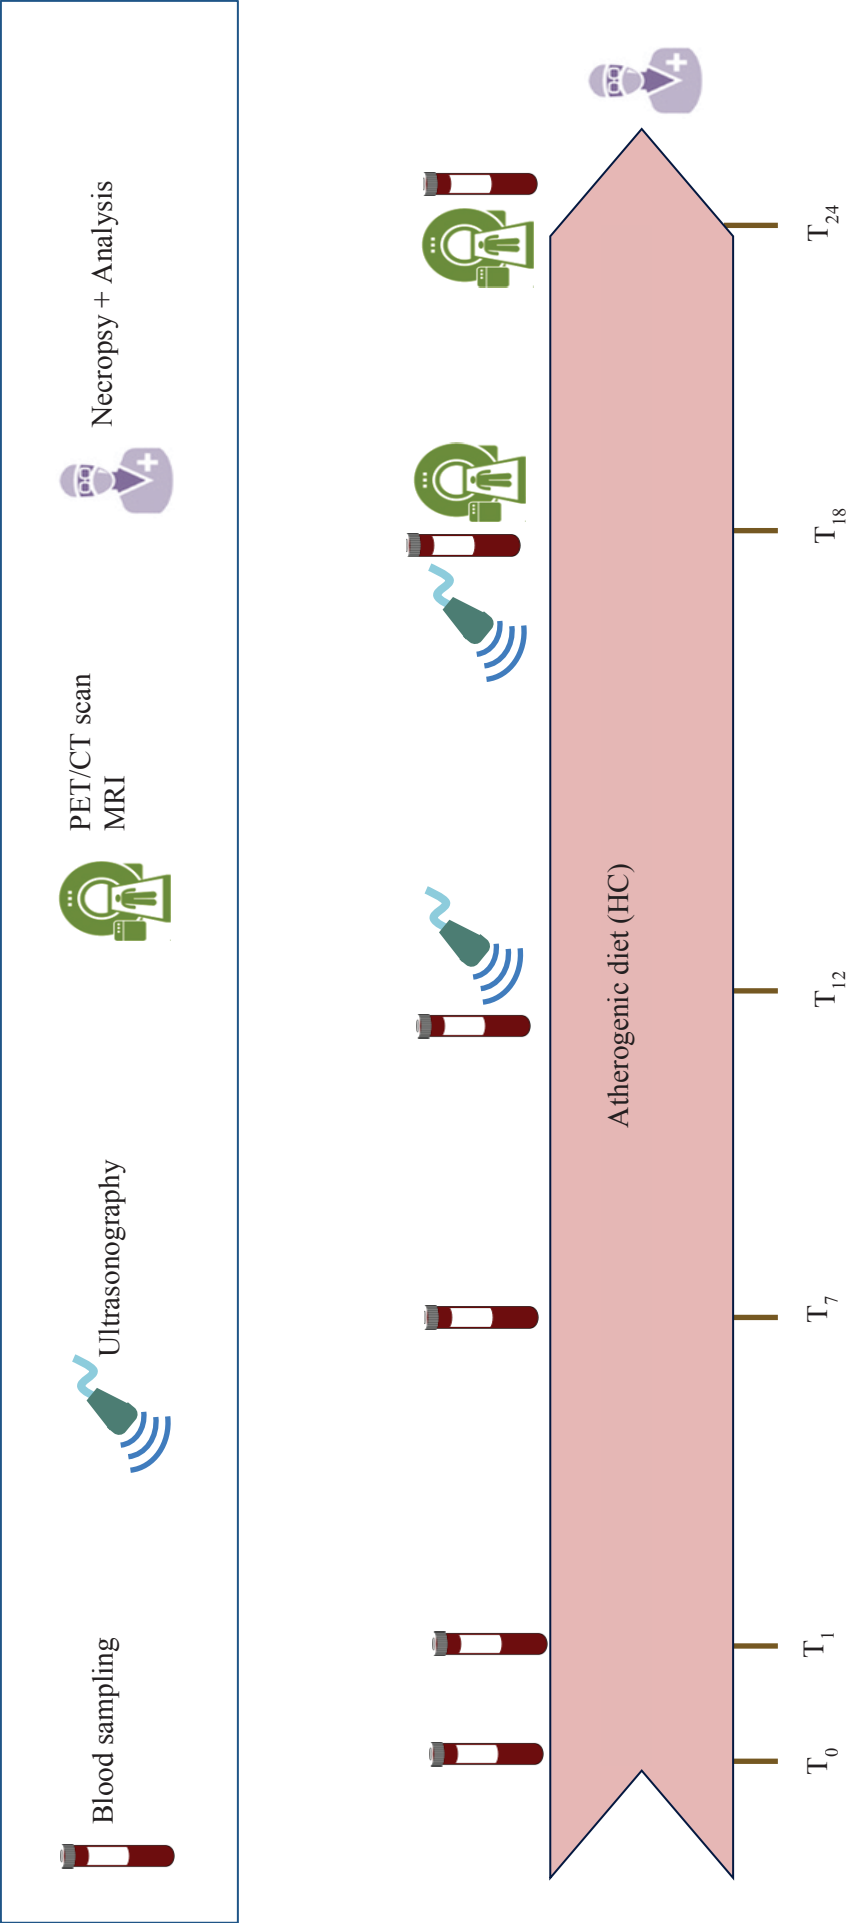 Blood sampling
Ultrasonography
PET/CT scan
MRI
Necropsy + Analysis
Atherogenic diet (HC)
T0
T1
T7
T12
T18
T24